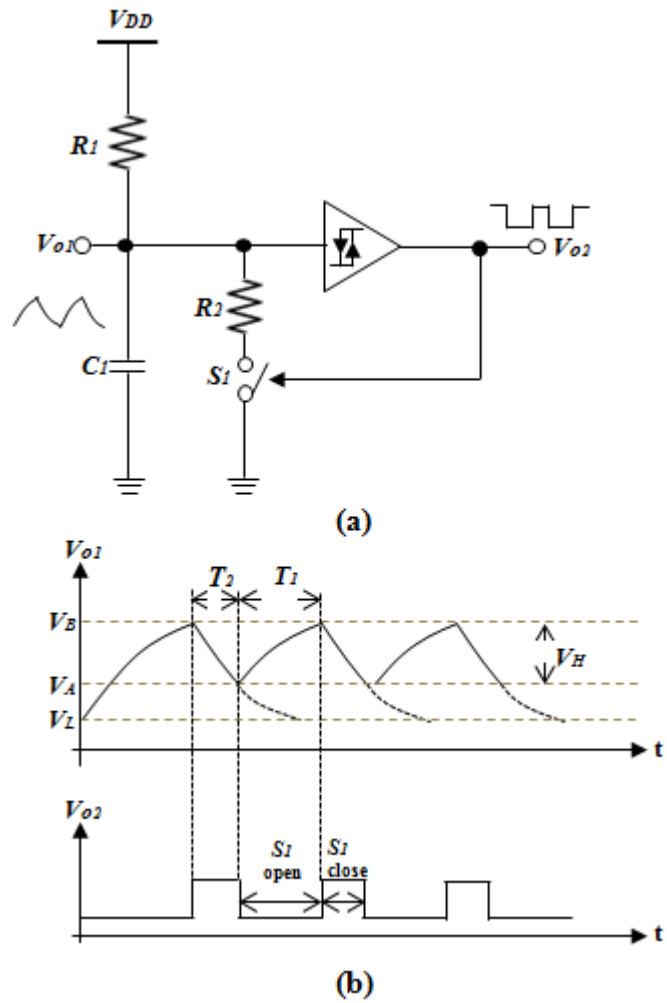 VDD
R1
Vo1
Vo2
R2
C1
S1
(a)
Vo1
T2
T1
VB
VH
VA
VL
t
Vo2
S1 open
S1 close
t
(b)